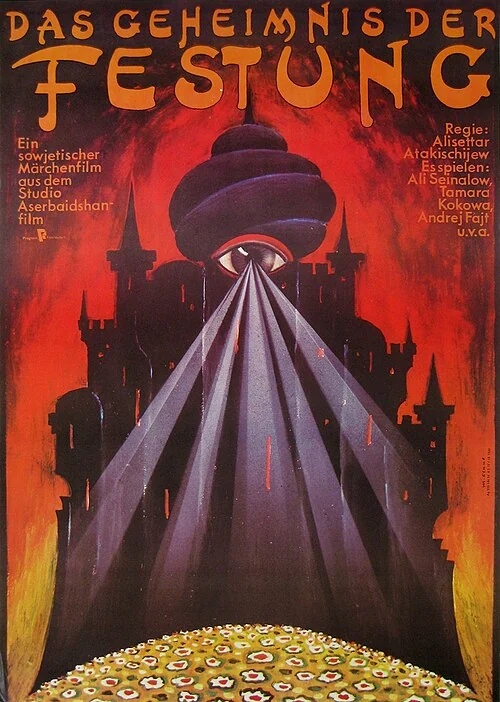 DAS GEHEIMNIS DER
FESTUNG
Ein
sowjetischer
Märchenfilm
aus dem
Studio
Aserbaidshan-
film
Progress
Regie:
Alisettar
Atakischijew
Es spielen:
Ali Seinalow,
Tamara
Kokowa,
Andrej Fajt
u.v.a.